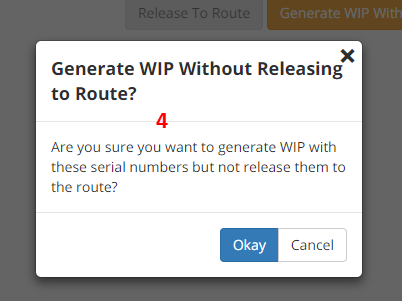 Release To Route
Generate WIP With
Generate WIP Without Releasing
to Route?
4
Are you sure you want to generate WIP with
these serial numbers but not release them to
the route?
Okay
Cancel